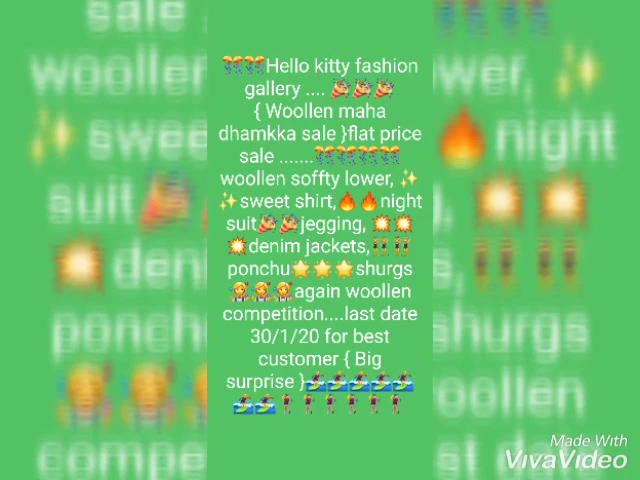 👯👯Hello kitty fashion
gallery .... 🎉🎉🎉
{ Woollen maha
dhamkka sale }flat price
sale .......👯👯👯👯
woollen soffty lower, ✨
✨sweet shirt,🔥🔥night
suit🎉🎉jegging, 💥💥
💥denim jackets,👯👯
ponchu🌟🌟🌟shurgs
👩‍🎤👩‍🎤👩‍🎤again woollen
competition....last date
30/1/20 for best
customer { Big
surprise }🏄‍♀️🏄‍♀️🏄‍♀️🏄‍♀️🏄‍♀️
🏄‍♀️🏄‍♀️💃💃💃💃💃💃
Made With
VivaVideo